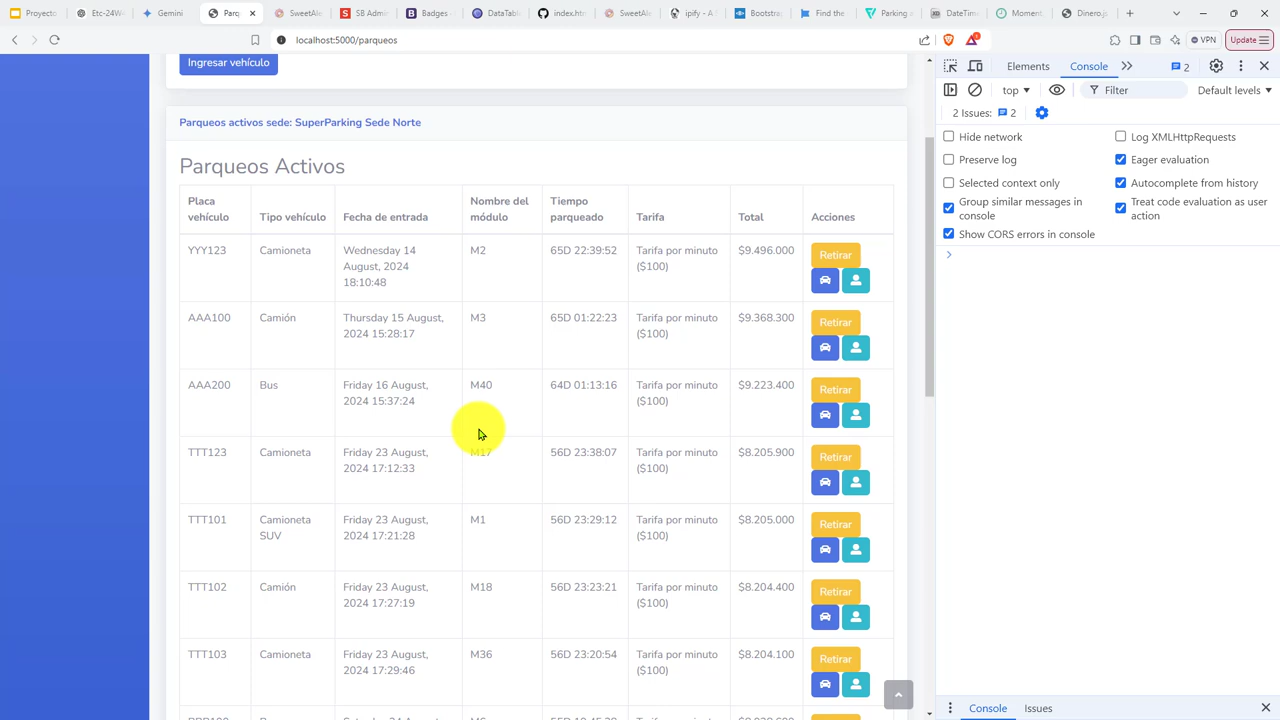 Proyecto
Etc-24W
Gemini
Parq
SweetAle
SB Admin
Badges -
DataTabl
index.htm
SweetAle
ipify - A
Bootstrap
Find the
Parking a
DateTime
Moment.
Dinero.js
localhost:5000/parqueos
VPN
Update
Ingresar vehículo
Parqueos activos sede: SuperParking Sede Norte
Parqueos Activos
Placa vehículo Tipo vehículo Fecha de entrada Nombre del módulo Tiempo parqueado Tarifa Total Acciones
YYY123 Camioneta Wednesday 14 August, 2024 18:10:48 M2 65D 22:39:52 Tarifa por minuto ($100) $9.496.000 Retirar
AAA100 Camión Thursday 15 August, 2024 15:28:17 M3 65D 01:22:23 Tarifa por minuto ($100) $9.368.300 Retirar
AAA200 Bus Friday 16 August, 2024 15:37:24 M40 64D 01:13:16 Tarifa por minuto ($100) $9.223.400 Retirar
TTT123 Camioneta Friday 23 August, 2024 17:12:33 M17 56D 23:38:07 Tarifa por minuto ($100) $8.205.900 Retirar
TTT101 Camioneta SUV Friday 23 August, 2024 17:21:28 M1 56D 23:29:12 Tarifa por minuto ($100) $8.205.000 Retirar
TTT102 Camión Friday 23 August, 2024 17:27:19 M18 56D 23:23:21 Tarifa por minuto ($100) $8.204.400 Retirar
TTT103 Camioneta Friday 23 August, 2024 17:29:46 M36 56D 23:20:54 Tarifa por minuto ($100) $8.204.100 Retirar
Elements
Console
2
top
Filter
Default levels
2 Issues: 2
Hide network
Log XMLHttpRequests
Preserve log
Eager evaluation
Selected context only
Autocomplete from history
Group similar messages in console
Treat code evaluation as user action
Show CORS errors in console
Console
Issues